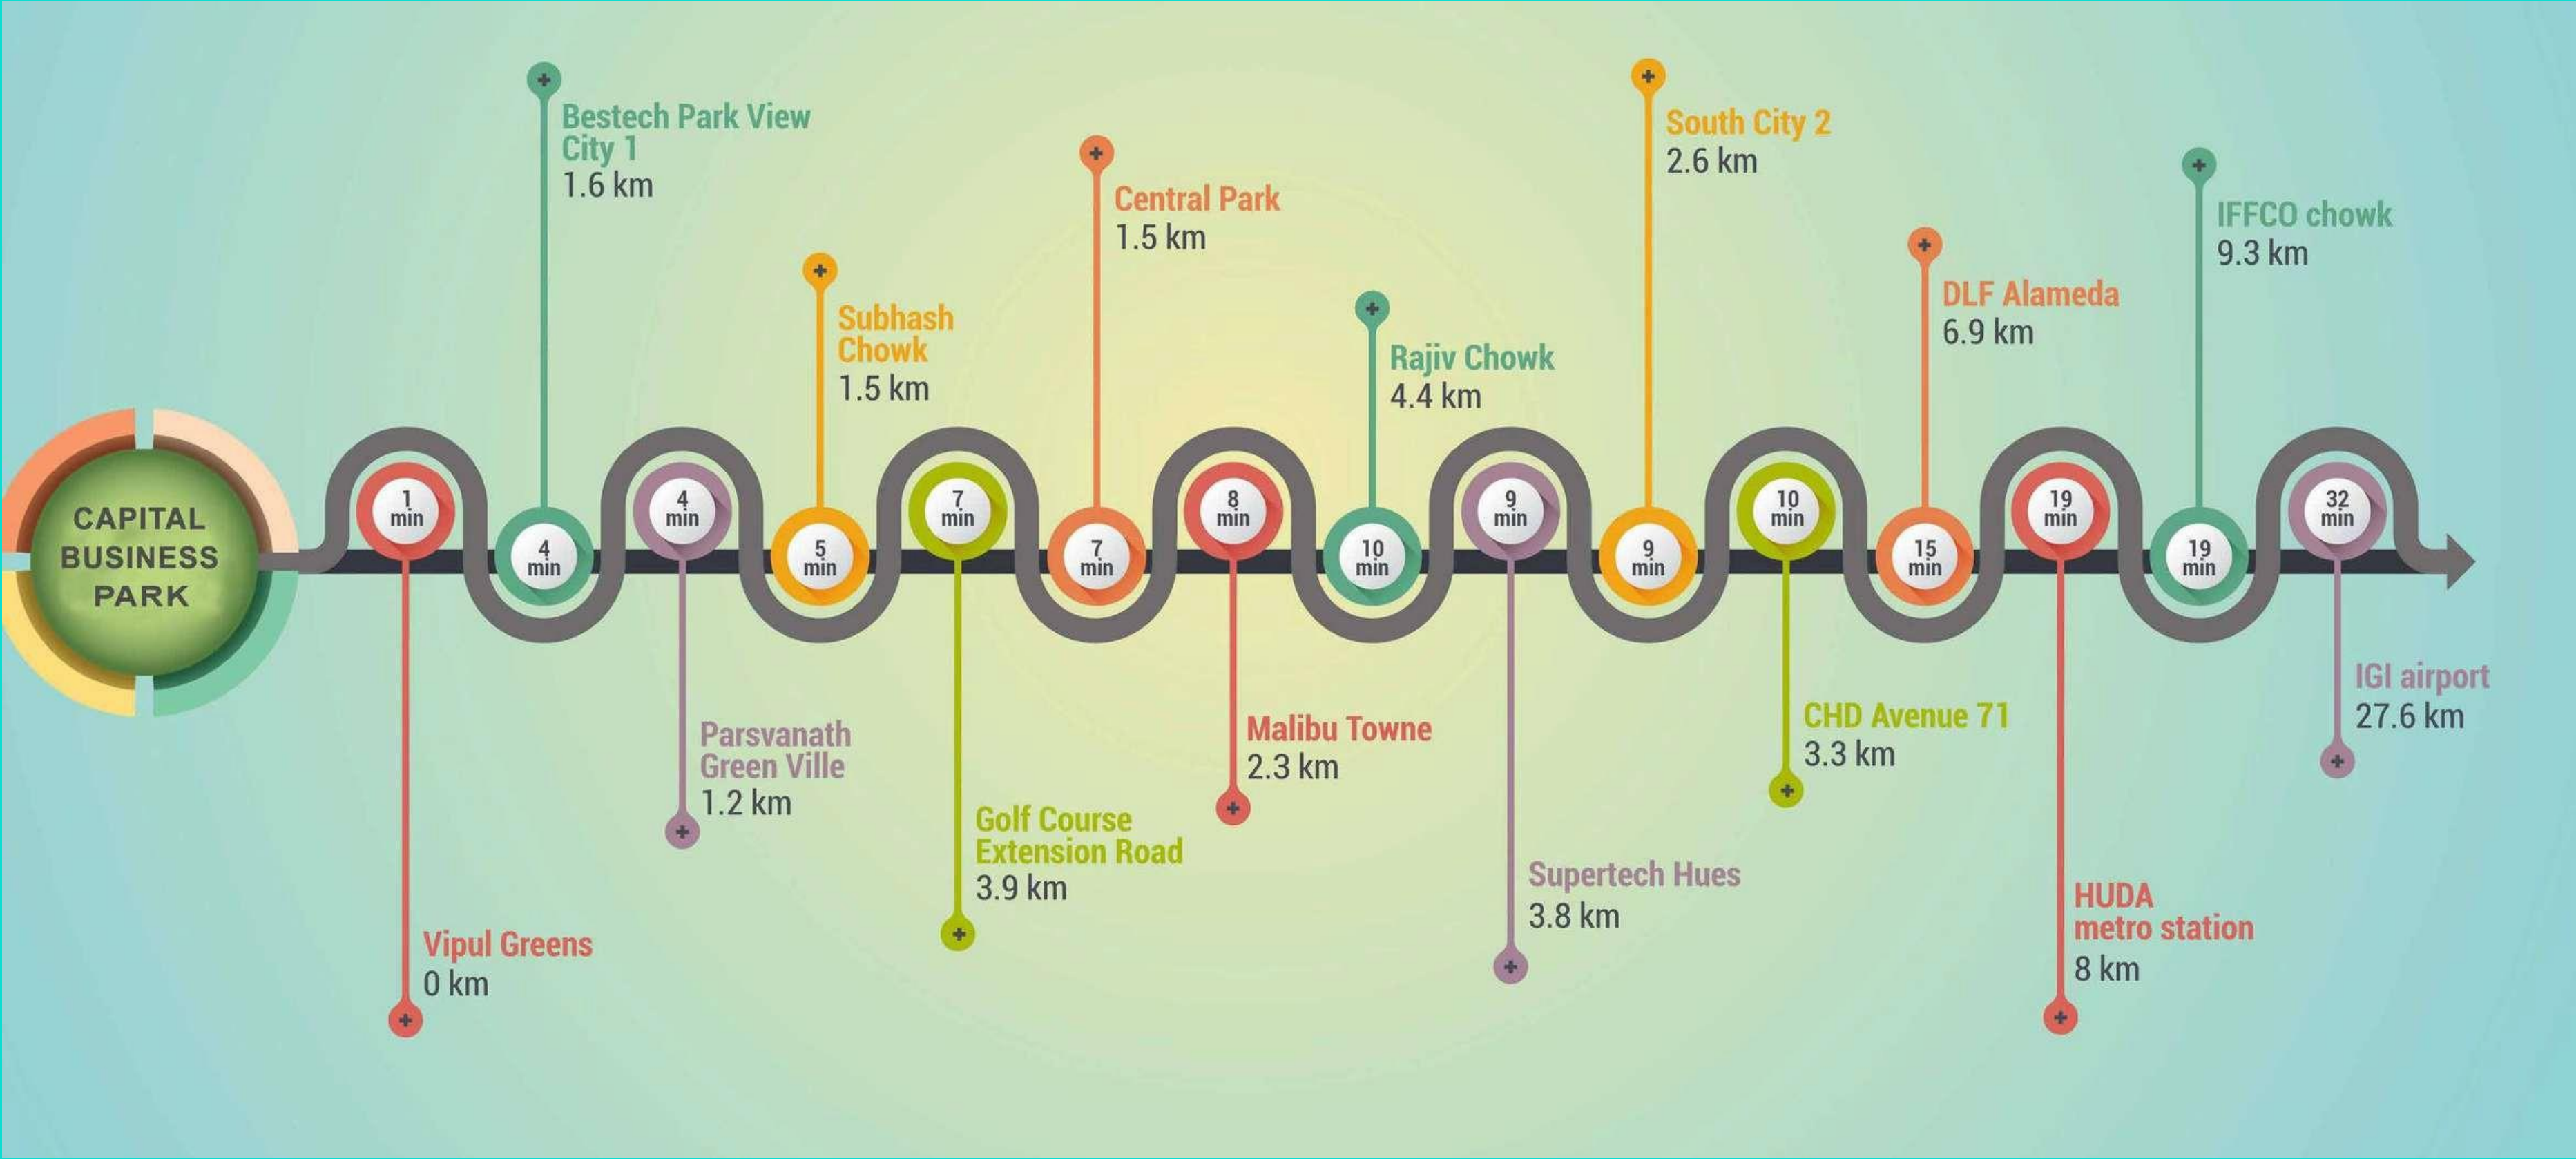 CAPITAL
BUSINESS
PARK
1
min
Vipul Greens
0 km
Bestech Park View
City 1
1.6 km
4
min
4
min
Parsvanath
Green Ville
1.2 km
Subhash
Chowk
1.5 km
5
min
7
min
Golf Course
Extension Road
3.9 km
Central Park
1.5 km
7
min
8
min
Malibu Towne
2.3 km
Rajiv Chowk
4.4 km
10
min
9
min
Supertech Hues
3.8 km
South City 2
2.6 km
9
min
10
min
CHD Avenue 71
3.3 km
DLF Alameda
6.9 km
15
min
19
min
HUDA
metro station
8 km
IFFCO chowk
9.3 km
19
min
32
min
IGI airport
27.6 km